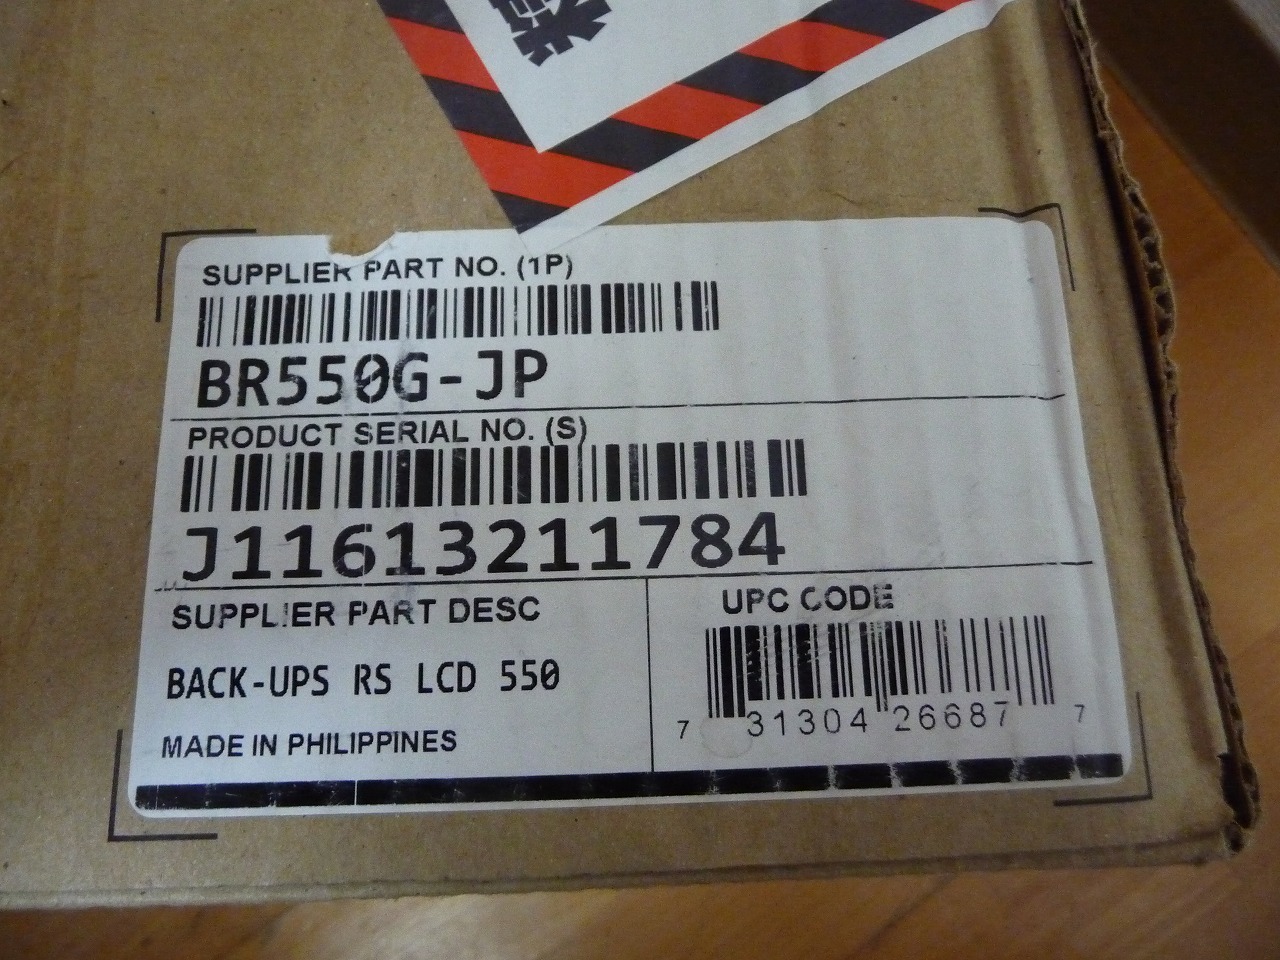 SUPPLIER PART NO. (1P)
BR550G-JP
PRODUCT SERIAL NO. (S)
J11613211784
SUPPLIER PART DESC
BACK-UPS RS LCD 550
MADE IN PHILIPPINES
UPC CODE
7 31304 26687 7